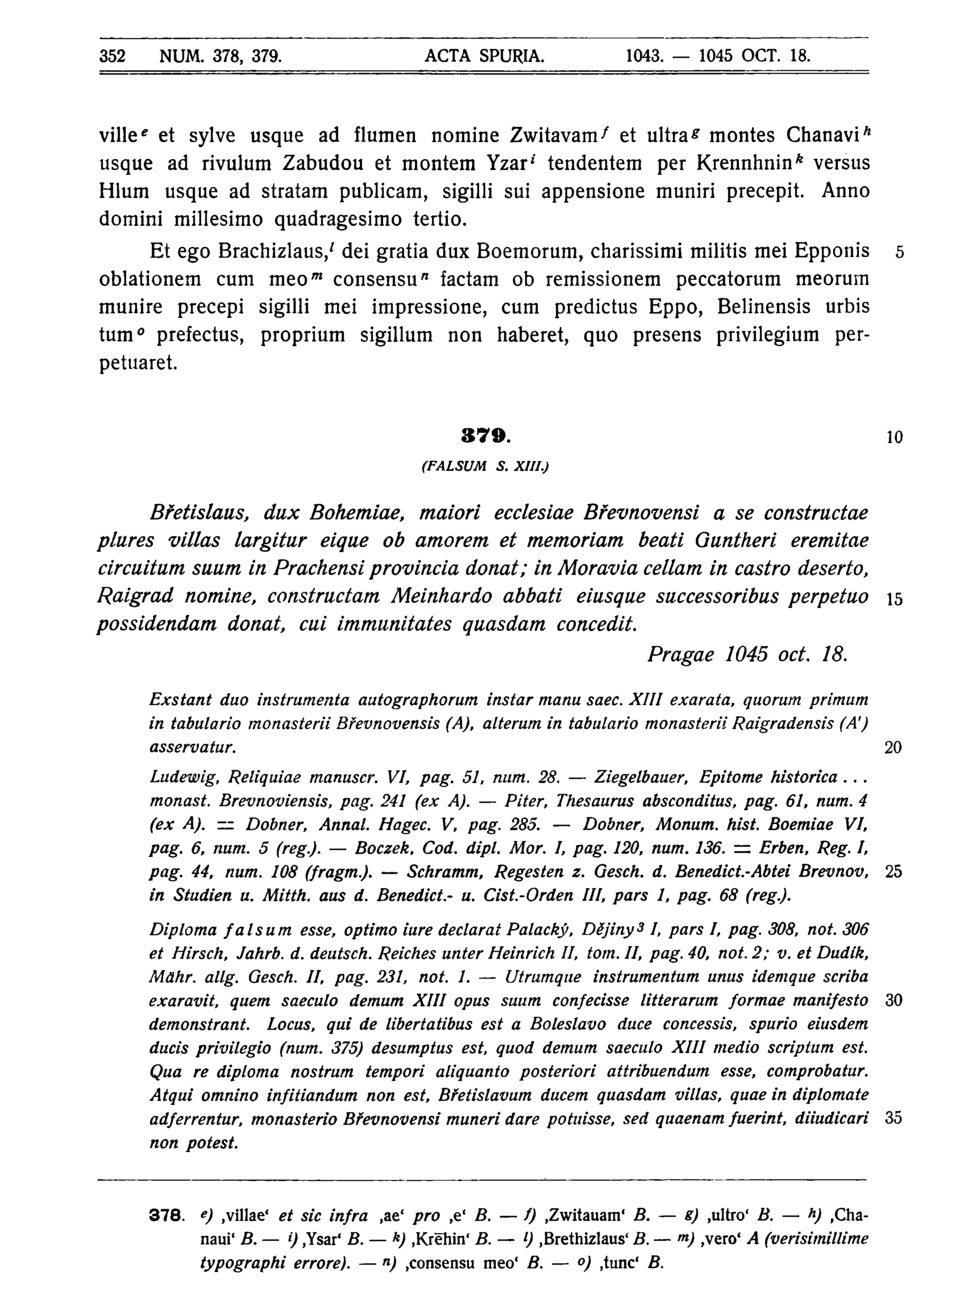 352 NUM. 378, 379. ACTA SPURIA. 1043. — 1045 OCT. 18.
ville e et sylve usque ad flumen nomine Zwitavam f et ultra g montes Chanavi h
usque ad rivulum Zabudou et montem Yzar i tendentem per Krennhnin k versus
Hlum usque ad stratam publicam, sigilli sui appensione muniri precepit. Anno
domini millesimo quadragesimo tertio.
Et ego Brachizlaus, l dei gratia dux Boemorum, charissimi militis mei Epponis 5
oblationem cum meo m consensu n factam ob remissionem peccatorum meorum
munire precepi sigilli mei impressione, cum predictus Eppo, Belinensis urbis
tum o prefectus, proprium sigillum non haberet, quo presens privilegium per-
petuaret.
379. 10
(FALSUM S. XIII.)
Břetislaus, dux Bohemiae, maiori ecclesiae Břevnovensi a se constructae
plures villas largitur eique ob amorem et memoriam beati Guntheri eremitae
circuitum suum in Prachensi provincia donat; in Moravia cellam in castro deserto,
Raigrad nomine, constructam Meinhardo abbati eiusque successoribus perpetuo 15
possidendam donat, cui immunitates quasdam concedit.
Pragae 1045 oct. 18.
Exstant duo instrumenta autographorum instar manu saec. XIII exarata, quorum primum
in tabulario monasterii Břevnovensis (A), alterum in tabulario monasterii Raigradensis (A')
asservatur. 20
Ludewig, Reliquiae manuscr. VI, pag. 51, num. 28. — Ziegelbauer, Epitome historica . . .
monast. Brevnoviensis, pag. 241 (ex A). — Piter, Thesaurus absconditus, pag. 61, num. 4
(ex A). = Dobner, Annal. Hagec. V, pag. 285. — Dobner, Monum. hist. Boemiae VI,
pag. 6, num. 5 (reg.). — Boczek, Cod. dipl. Mor. I, pag. 120, num. 136. = Erben, Reg. I,
pag. 44, num. 108 (fragm.). — Schramm, Regesten z. Gesch. d. Benedict.-Abtei Brevnov, 25
in Studien u. Mitth. aus d. Benedict.- u. Cist.-Orden III, pars 1, pag. 68 (reg.).
Diploma falsum esse, optimo iure declarat Palacký, Dějiny³ I, pars I, pag. 308, not. 306
et Hirsch, Jahrb. d. deutsch. Reiches unter Heinrich II, tom. II, pag. 40, not. 2; v. et Dudík,
Mähr. allg. Gesch. II, pag. 231, not. 1. — Utrumque instrumentum unus idemque scriba
exaravit, quem saeculo demum XIII opus suum confecisse litterarum formae manifesto 30
demonstrant. Locus, qui de libertatibus est a Boleslavo duce concessis, spurio eiusdem
ducis privilegio (num. 375) desumptus est, quod demum saeculo XIII medio scriptum est.
Qua re diploma nostrum tempori aliquanto posteriori attribuendum esse, comprobatur.
Atqui omnino infitiandum non est, Břetislavum ducem quasdam villas, quae in diplomate
adferrentur, monasterio Břevnovensi muneri dare potuisse, sed quaenam fuerint, diiudicari 35
non potest.
378. e) ‚villae‘ et sic infra ‚ae‘ pro ‚e‘ B. — f) ‚Zwitauam‘ B. — g) ‚ultro‘ B. — h) ‚Cha-
naui‘ B. — i) ‚Ysar‘ B. — k) ‚Krēhin‘ B. — l) ‚Brethizlaus‘ B. — m) ‚vero‘ A (verisimillime
typographi errore). — n) ‚consensu meo‘ B. — o) ‚tunc‘ B.